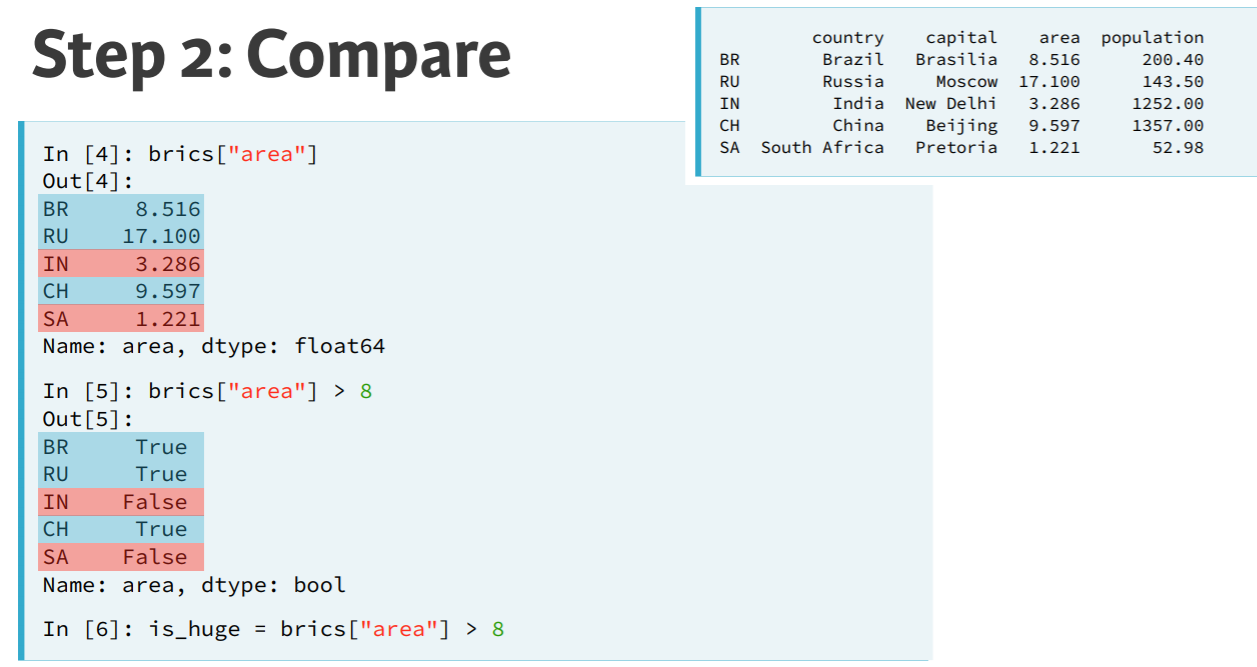 Step 2: Compare
country capital area population
BR Brazil Brasilia 8.516 200.40
RU Russia Moscow 17.100 143.50
IN India New Delhi 3.286 1252.00
CH China Beijing 9.597 1357.00
SA South Africa Pretoria 1.221 52.98
In [4]: brics["area"]
Out[4]:
BR 8.516
RU 17.100
IN 3.286
CH 9.597
SA 1.221
Name: area, dtype: float64
In [5]: brics["area"] > 8
Out[5]:
BR True
RU True
IN False
CH True
SA False
Name: area, dtype: bool
In [6]: is_huge = brics["area"] > 8